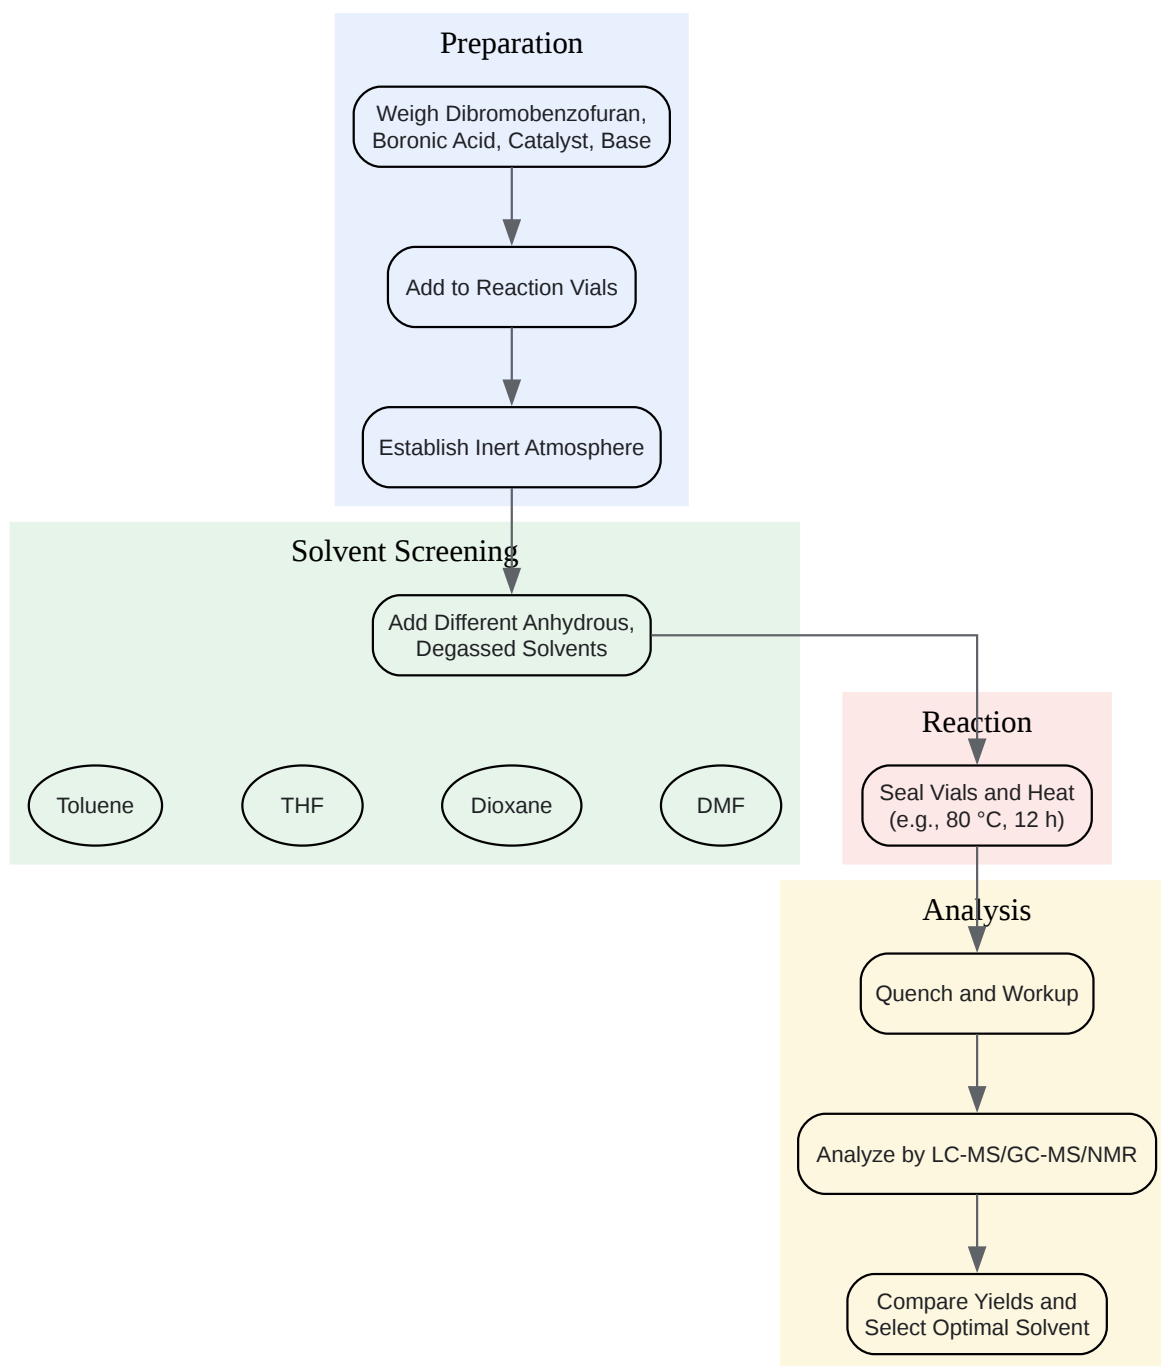 Preparation
Weigh Dibromobenzofuran,
Boronic Acid, Catalyst, Base
Add to Reaction Vials
Establish Inert Atmosphere
Solvent Screening
Add Different Anhydrous,
Degassed Solvents
Toluene
THF
Dioxane
DMF
Reaction
Seal Vials and Heat
(e.g., 80 °C, 12 h)
Analysis
Quench and Workup
Analyze by LC-MS/GC-MS/NMR
Compare Yields and
Select Optimal Solvent